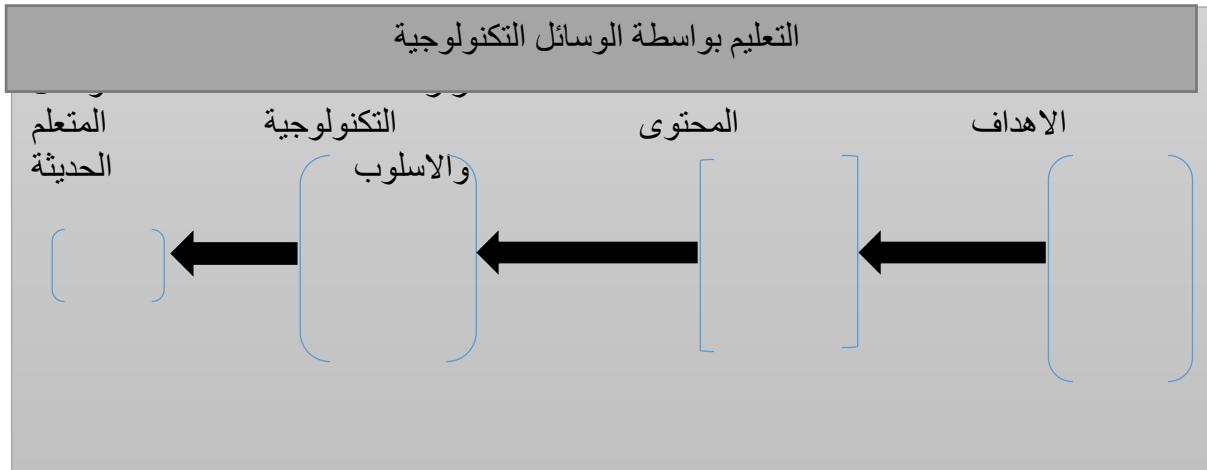 التعليم بواسطة الوسائل التكنولوجية
الاهداف المحتوى التكنولوجية المتعلم
والاسلوب الحديثة